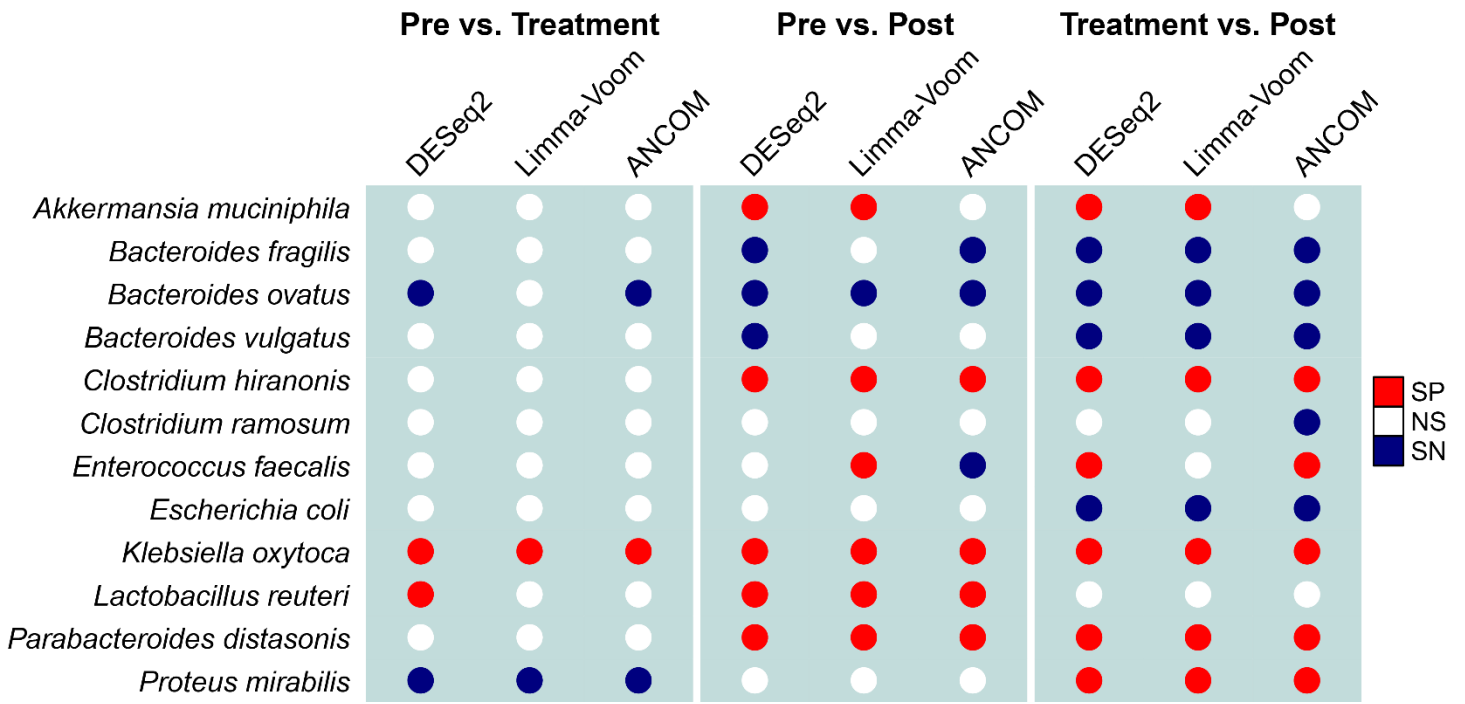 Pre vs. Treatment Pre vs. Post Treatment vs. Post
DESeq2 Limma-Voom ANCOM DESeq2 Limma-Voom ANCOM DESeq2 Limma-Voom ANCOM
Akkermansia muciniphila
Bacteroides fragilis
Bacteroides ovatus
Bacteroides vulgatus
Clostridium hiranonis
Clostridium ramosum
Enterococcus faecalis
Escherichia coli
Klebsiella oxytoca
Lactobacillus reuteri
Parabacteroides distasonis
Proteus mirabilis
SP
NS
SN